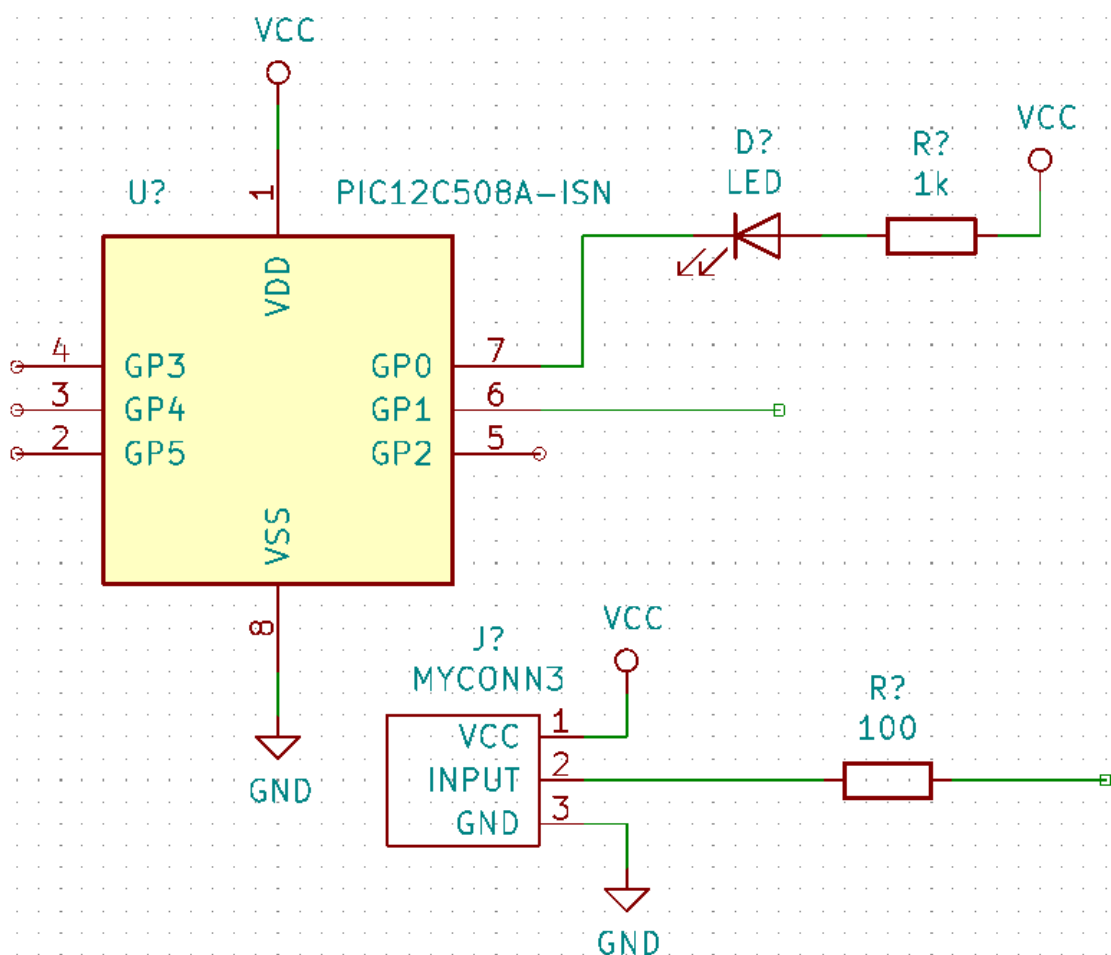 VCC
U?
PIC12C508A-ISN
1
VDD
4
GP3
3
GP4
2
GP5
GP0
7
GP1
6
GP2
5
VSS
8
GND
D?
LED
R?
1k
VCC
J?
MYCONN3
VCC
1
INPUT
2
GND
3
VCC
GND
R?
100